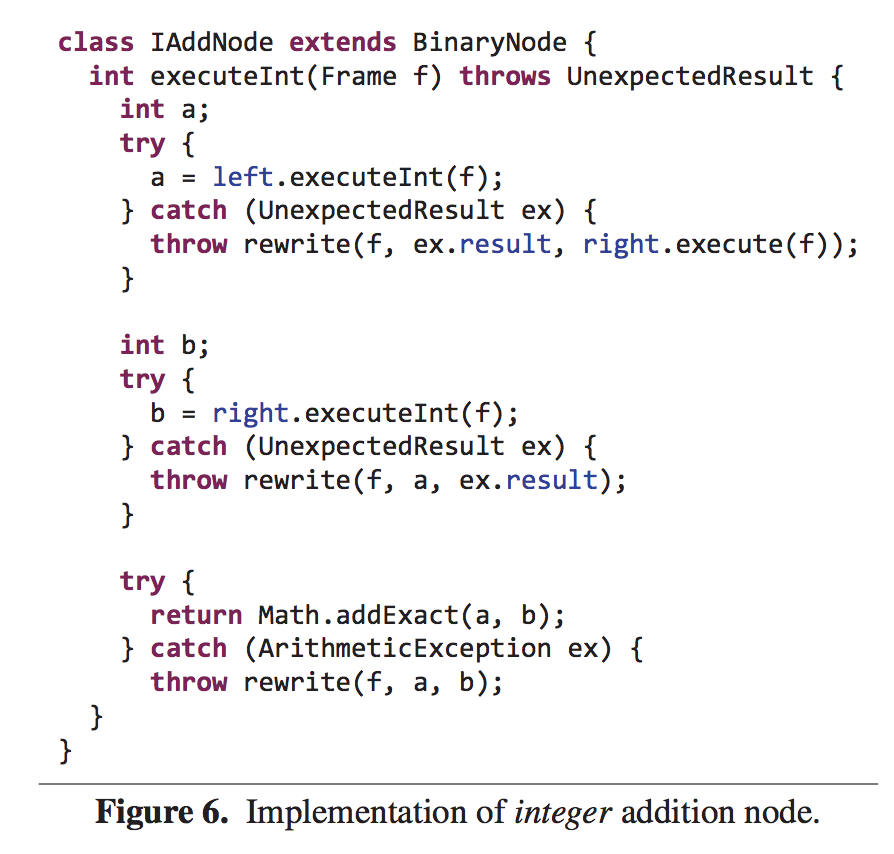 class IAddNode extends BinaryNode {
int executeInt(Frame f) throws UnexpectedResult {
int a;
try {
a = left.executeInt(f);
} catch (UnexpectedResult ex) {
throw rewrite(f, ex.result, right.execute(f));
}
int b;
try {
b = right.executeInt(f);
} catch (UnexpectedResult ex) {
throw rewrite(f, a, ex.result);
}
try {
return Math.addExact(a, b);
} catch (ArithmeticException ex) {
throw rewrite(f, a, b);
}
}
Figure 6. Implementation of integer addition node.